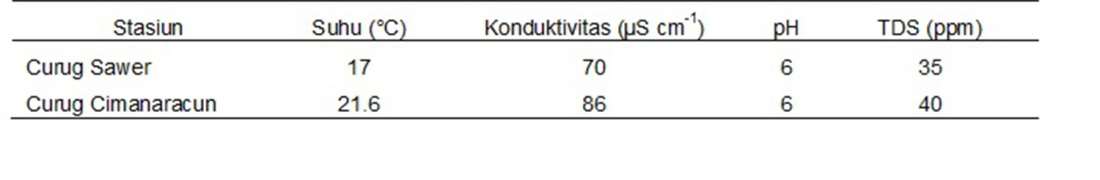 Stasiun Suhu (°C) Konduktivitas (µS cm⁻¹) pH TDS (ppm)
Curug Sawer 17 70 6 35
Curug Cimanaracun 21.6 86 6 40